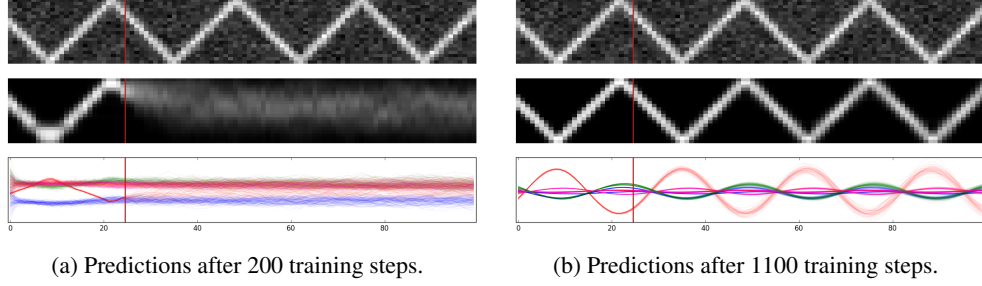 0 20 40 60 80
0 20 40 60 80 100
(a) Predictions after 200 training steps.
(b) Predictions after 1100 training steps.